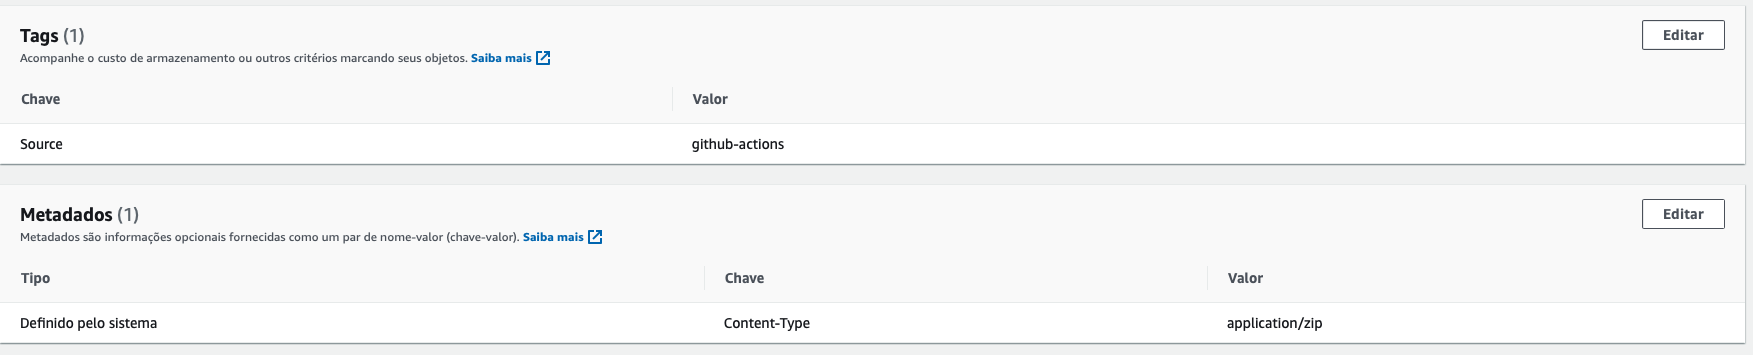 Tags (1)
Editar
Acompanhe o custo de armazenamento ou outros critérios marcando seus objetos. Saiba mais
Chave Valor
Source github-actions
Metadados (1)
Editar
Metadados são informações opcionais fornecidas como um par de nome-valor (chave-valor). Saiba mais
Tipo Chave Valor
Definido pelo sistema Content-Type application/zip